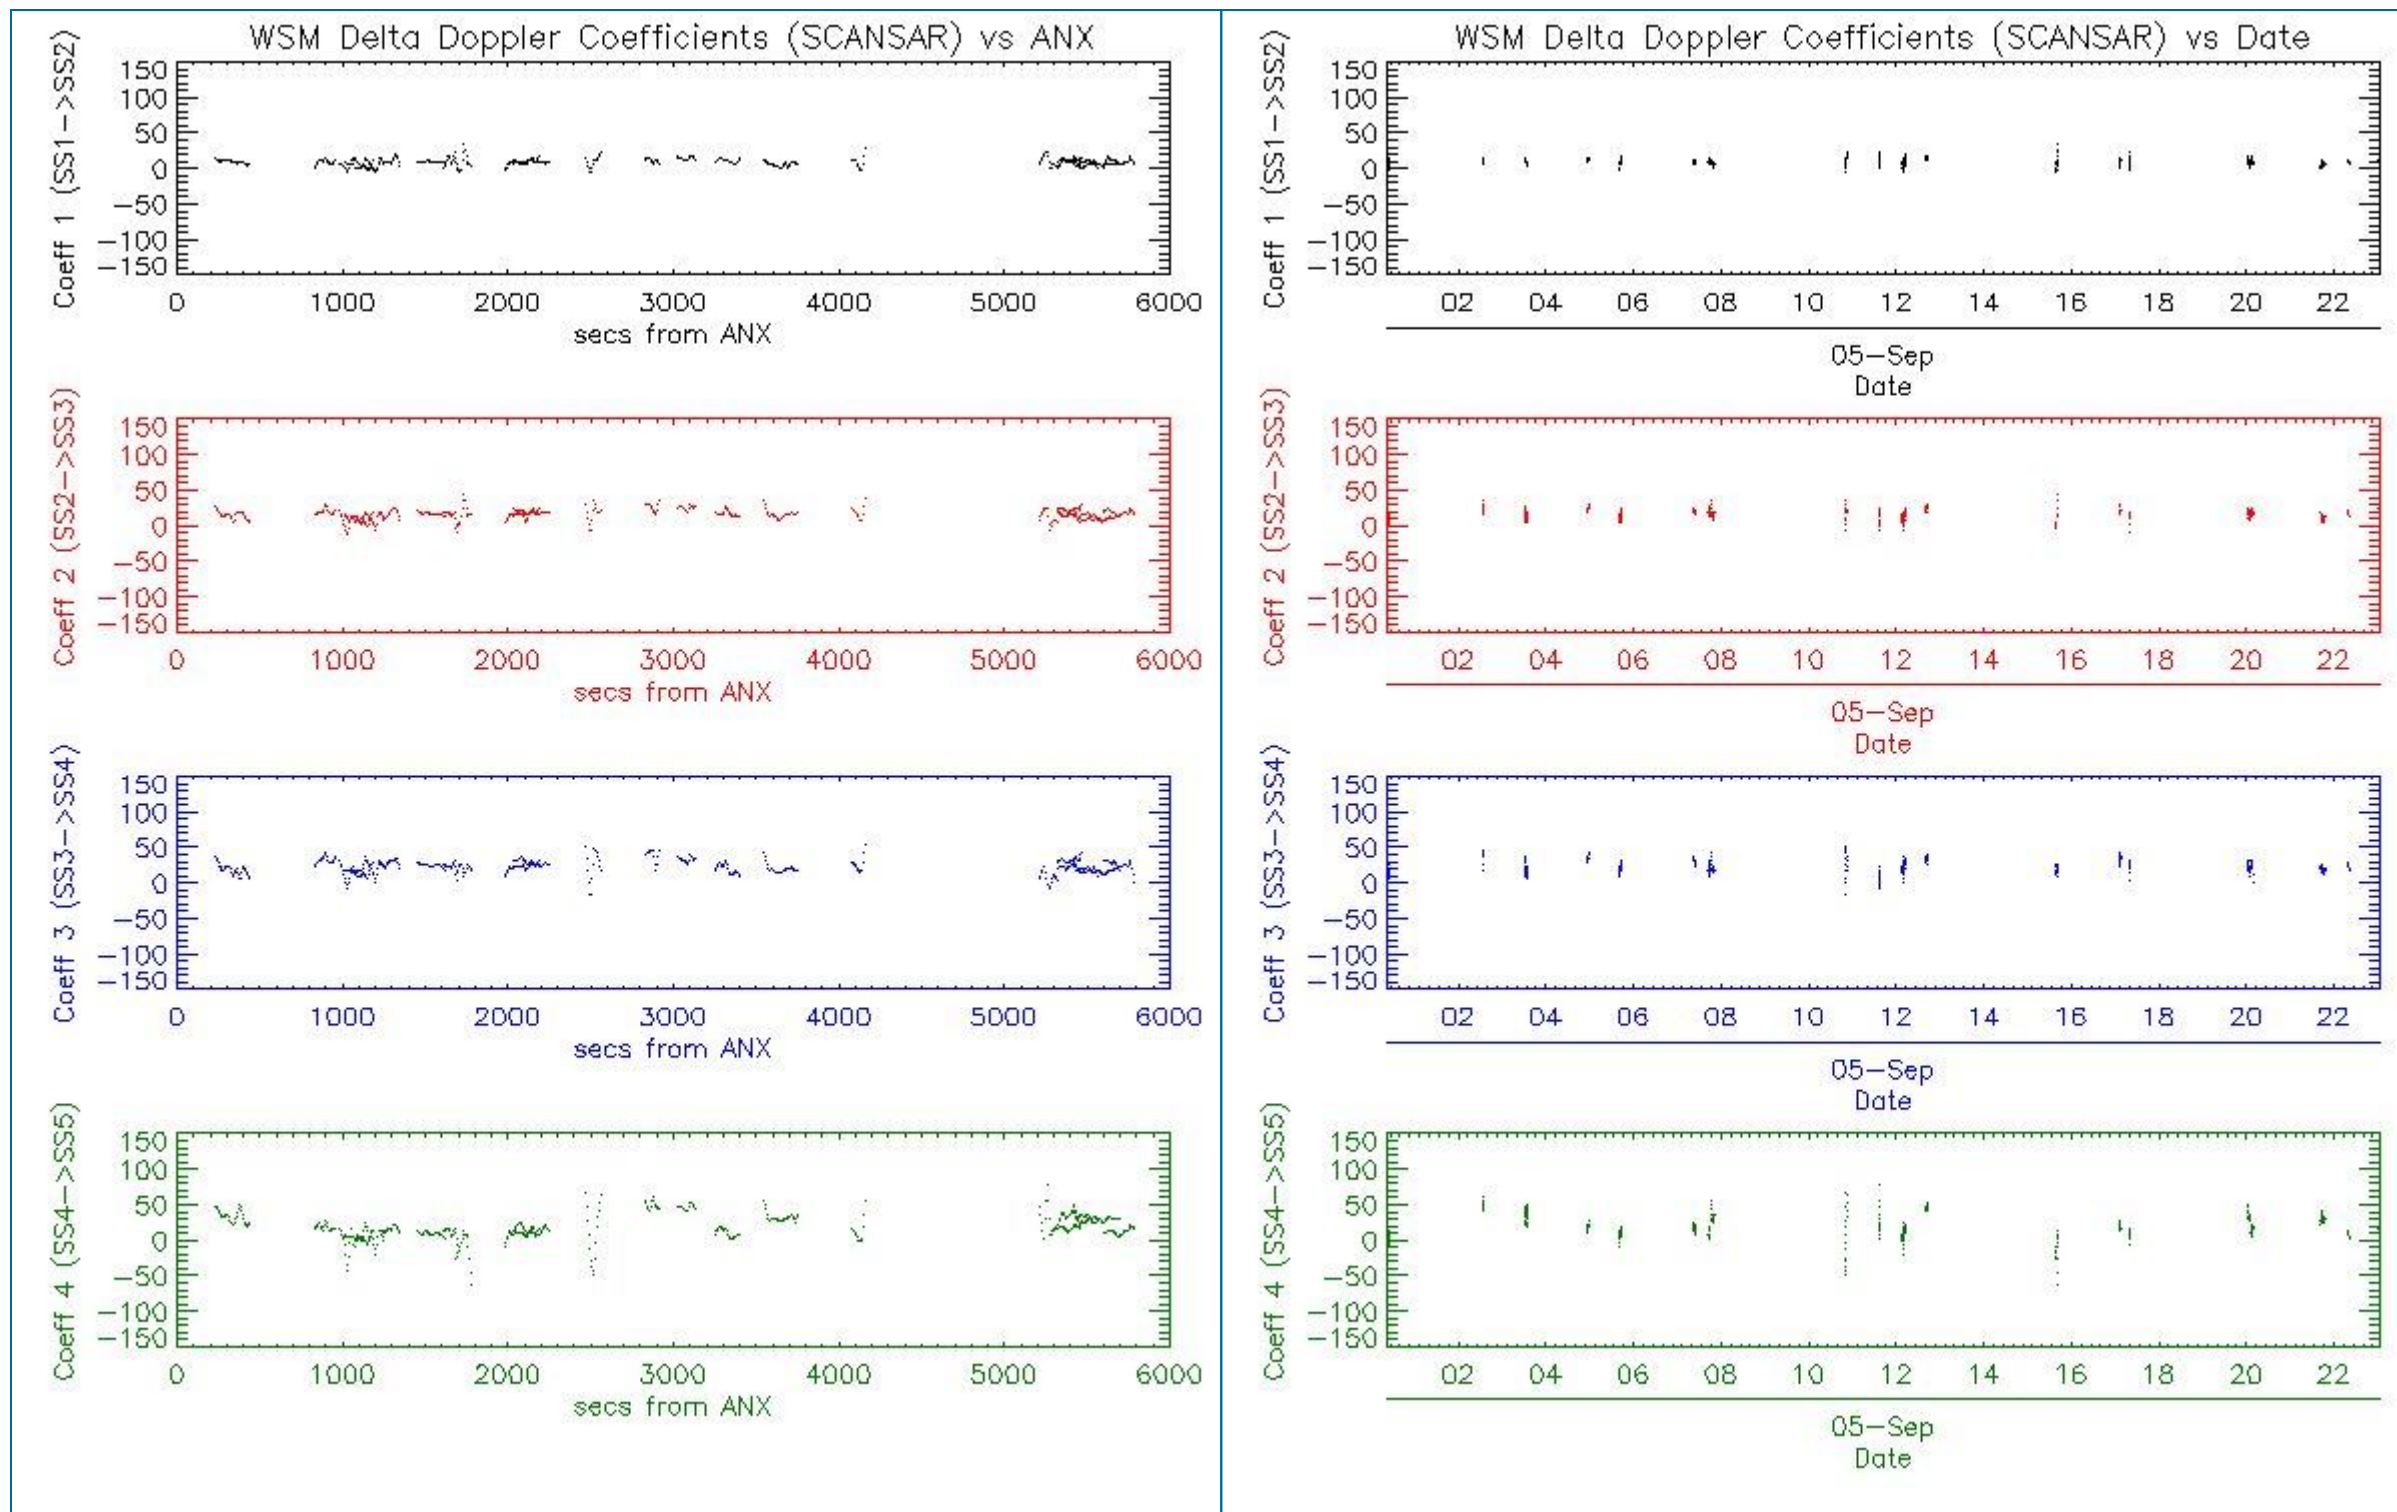 WSM Delta Doppler Coefficients (SCANSAR) vs ANX
Coeff 1 (SS1->SS2)
150
100
50
0
-50
-100
-150
0 1000 2000 3000 4000 5000 6000
secs from ANX
Coeff 2 (SS2->SS3)
150
100
50
0
-50
-100
-150
0 1000 2000 3000 4000 5000 6000
secs from ANX
Coeff 3 (SS3->SS4)
150
100
50
0
-50
-100
-150
0 1000 2000 3000 4000 5000 6000
secs from ANX
Coeff 4 (SS4->SS5)
150
100
50
0
-50
-100
-150
0 1000 2000 3000 4000 5000 6000
secs from ANX
WSM Delta Doppler Coefficients (SCANSAR) vs Date
Coeff 1 (SS1->SS2)
150
100
50
0
-50
-100
-150
02 04 06 08 10 12 14 16 18 20 22
05-Sep
Date
Coeff 2 (SS2->SS3)
150
100
50
0
-50
-100
-150
02 04 06 08 10 12 14 16 18 20 22
05-Sep
Date
Coeff 3 (SS3->SS4)
150
100
50
0
-50
-100
-150
02 04 06 08 10 12 14 16 18 20 22
05-Sep
Date
Coeff 4 (SS4->SS5)
150
100
50
0
-50
-100
-150
02 04 06 08 10 12 14 16 18 20 22
05-Sep
Date